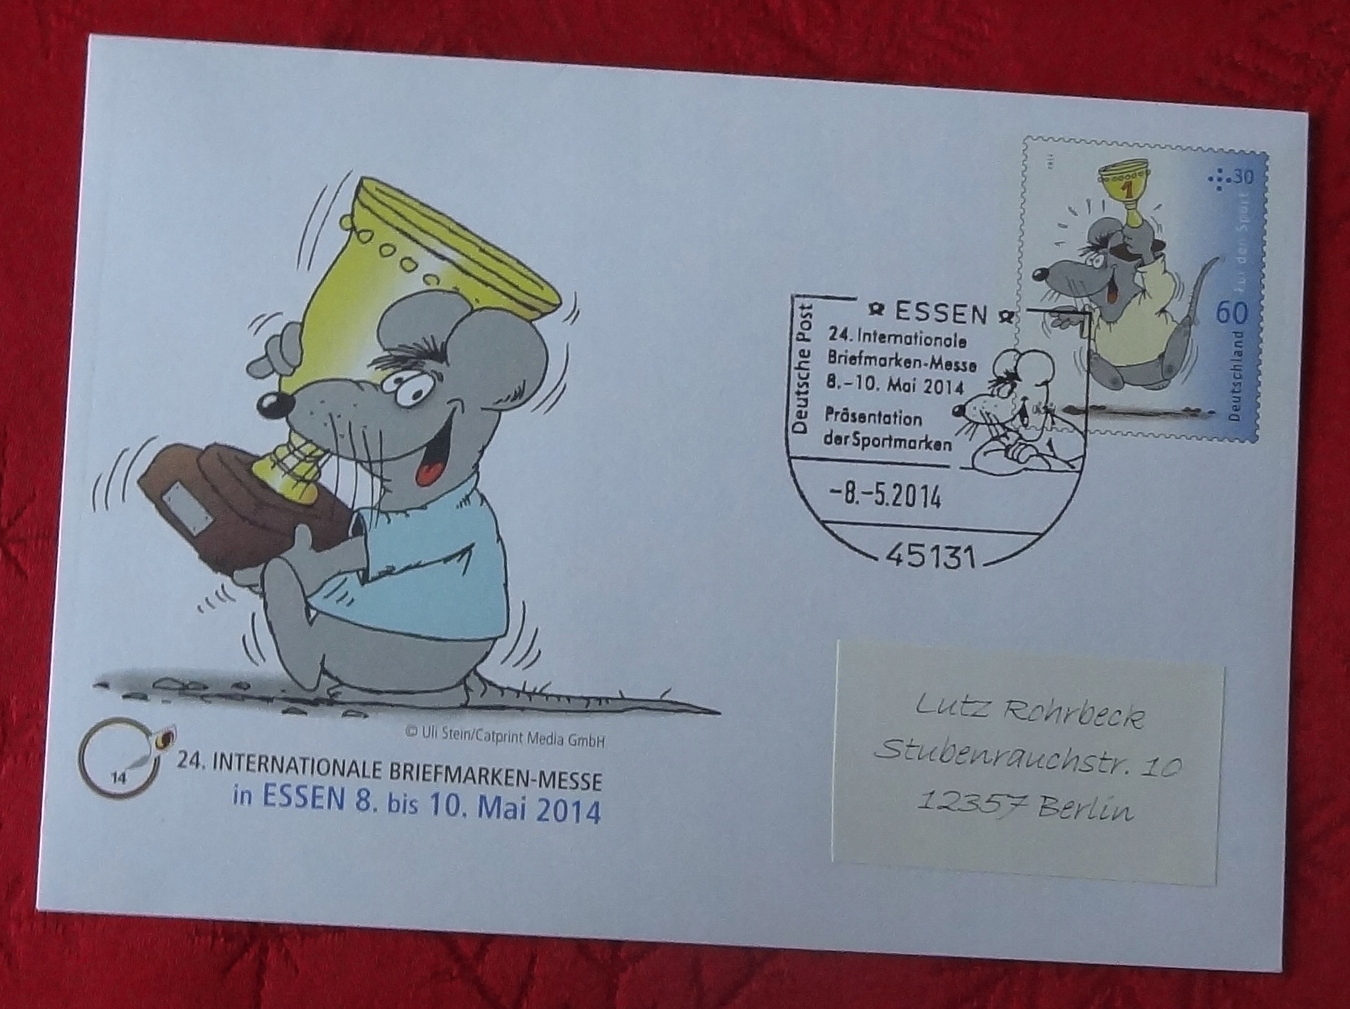 1
30
Für den Sport
60
Deutschland
Deutsche Post
ESSEN
24. Internationale
Briefmarken-Messe
8.-10. Mai 2014
Präsentation
der Sportmarken
-8.-5.2014
45131
Lutz Rohrbeck
Stubenrauchstr. 10
12357 Berlin
© Uli Stein/Catprint Media GmbH
14
24. INTERNATIONALE BRIEFMARKEN-MESSE
in ESSEN 8. bis 10. Mai 2014